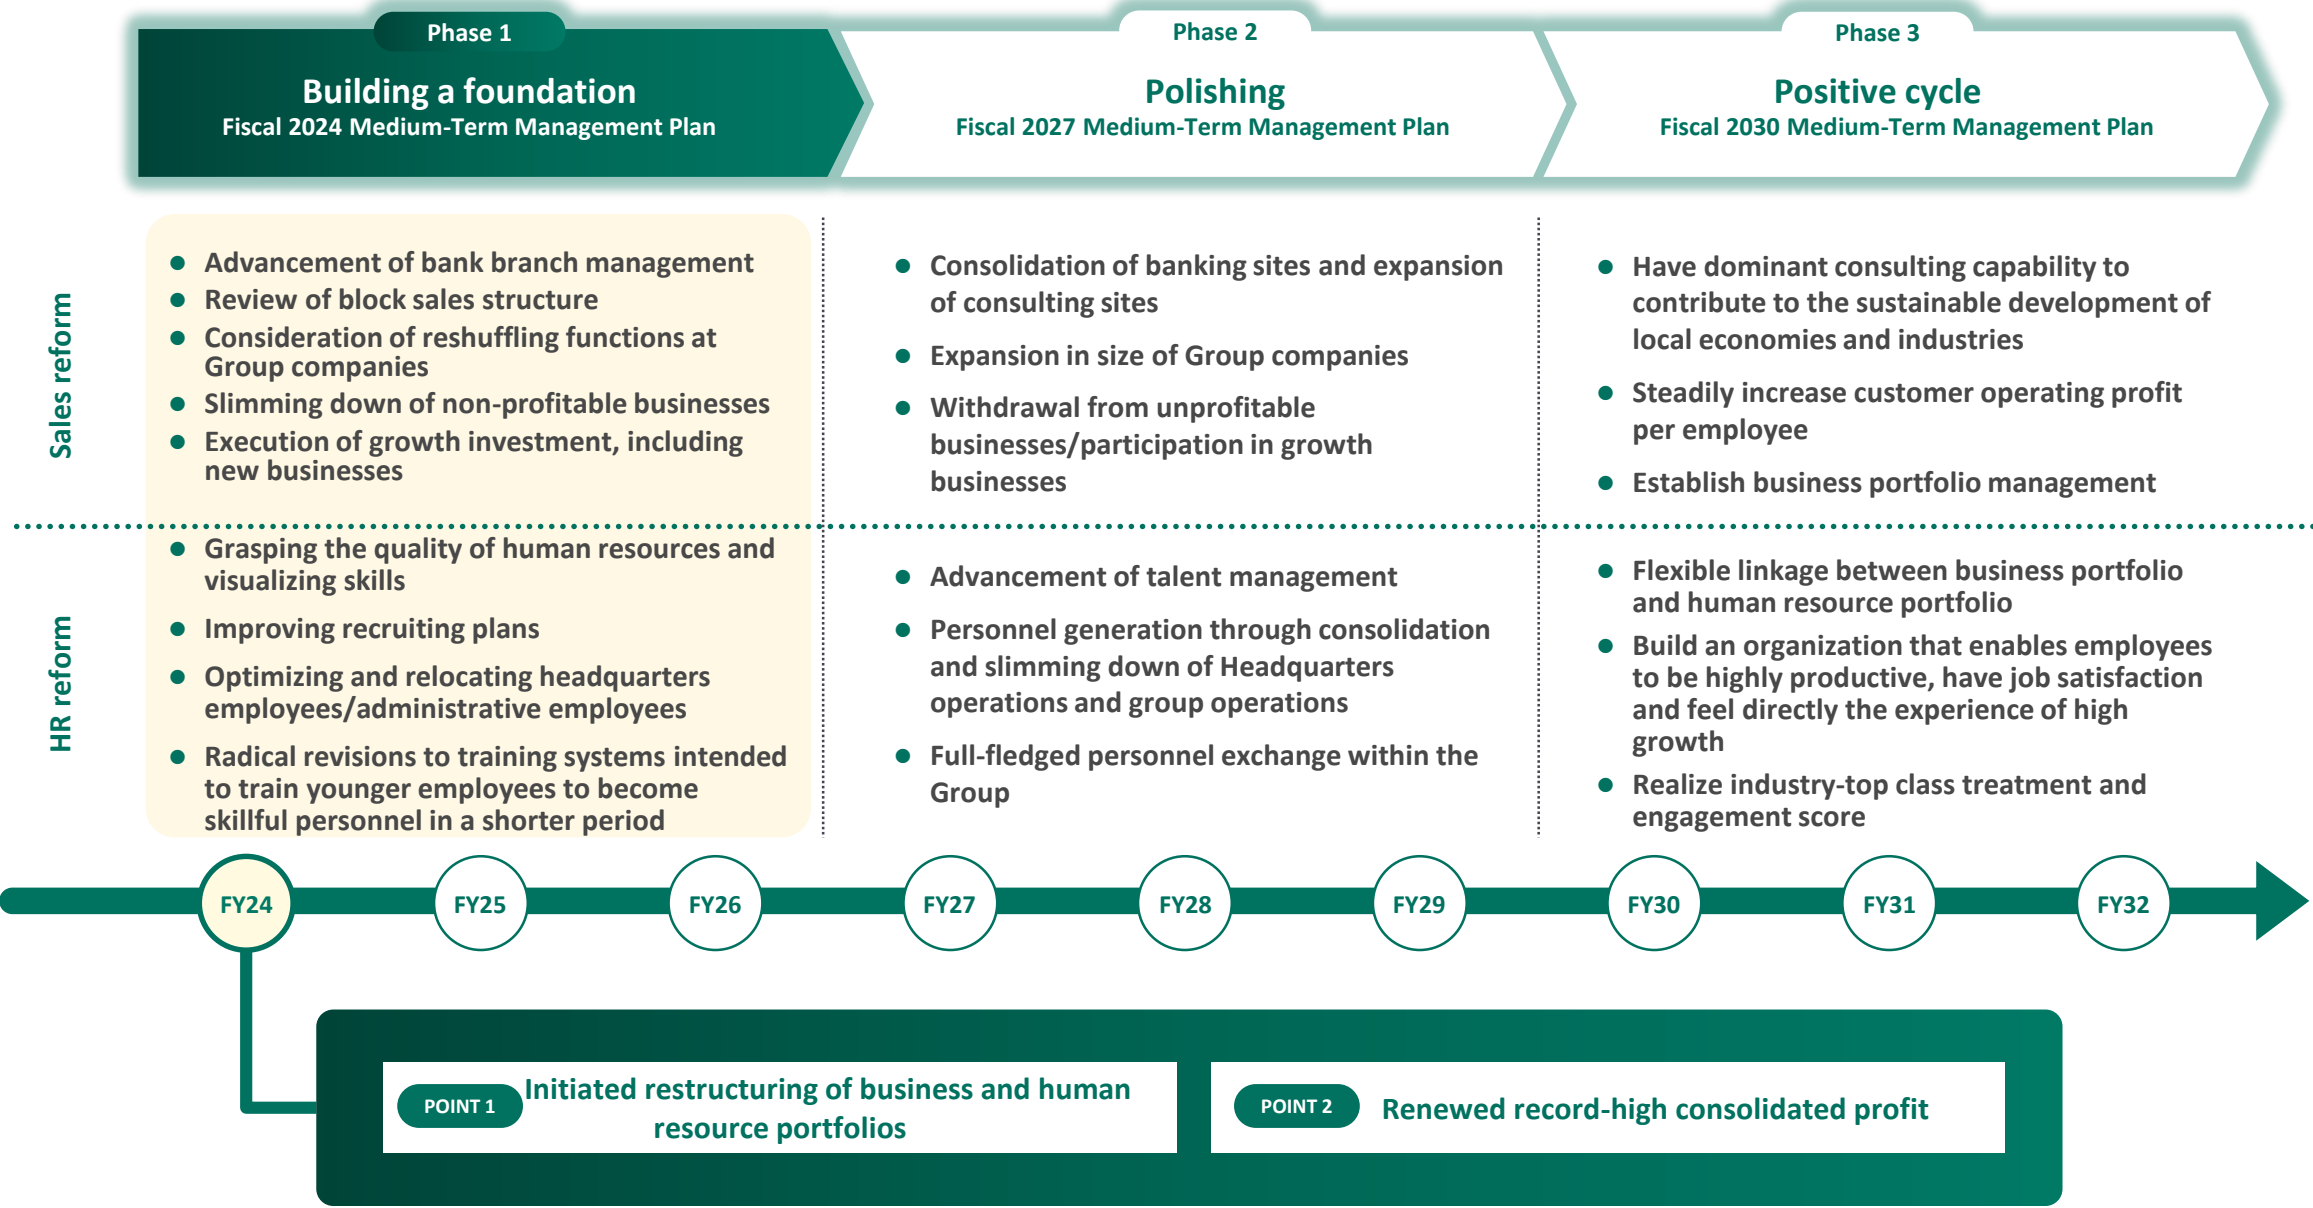 Phase 1
Building a foundation
Fiscal 2024 Medium-Term Management Plan
Phase 2
Polishing
Fiscal 2027 Medium-Term Management Plan
Phase 3
Positive cycle
Fiscal 2030 Medium-Term Management Plan
Sales reform
● Advancement of bank branch management
● Review of block sales structure
● Consideration of reshuffling functions at
Group companies
● Slimming down of non-profitable businesses
● Execution of growth investment, including
new businesses
● Consolidation of banking sites and expansion
of consulting sites
● Expansion in size of Group companies
● Withdrawal from unprofitable
businesses/participation in growth
businesses
● Have dominant consulting capability to
contribute to the sustainable development of
local economies and industries
● Steadily increase customer operating profit
per employee
● Establish business portfolio management
HR reform
● Grasping the quality of human resources and
visualizing skills
● Improving recruiting plans
● Optimizing and relocating headquarters
employees/administrative employees
● Radical revisions to training systems intended
to train younger employees to become
skillful personnel in a shorter period
● Advancement of talent management
● Personnel generation through consolidation
and slimming down of Headquarters
operations and group operations
● Full-fledged personnel exchange within the
Group
● Flexible linkage between business portfolio
and human resource portfolio
● Build an organization that enables employees
to be highly productive, have job satisfaction
and feel directly the experience of high
growth
● Realize industry-top class treatment and
engagement score
FY24
FY25
FY26
FY27
FY28
FY29
FY30
FY31
FY32
POINT 1
Initiated restructuring of business and human
resource portfolios
POINT 2
Renewed record-high consolidated profit